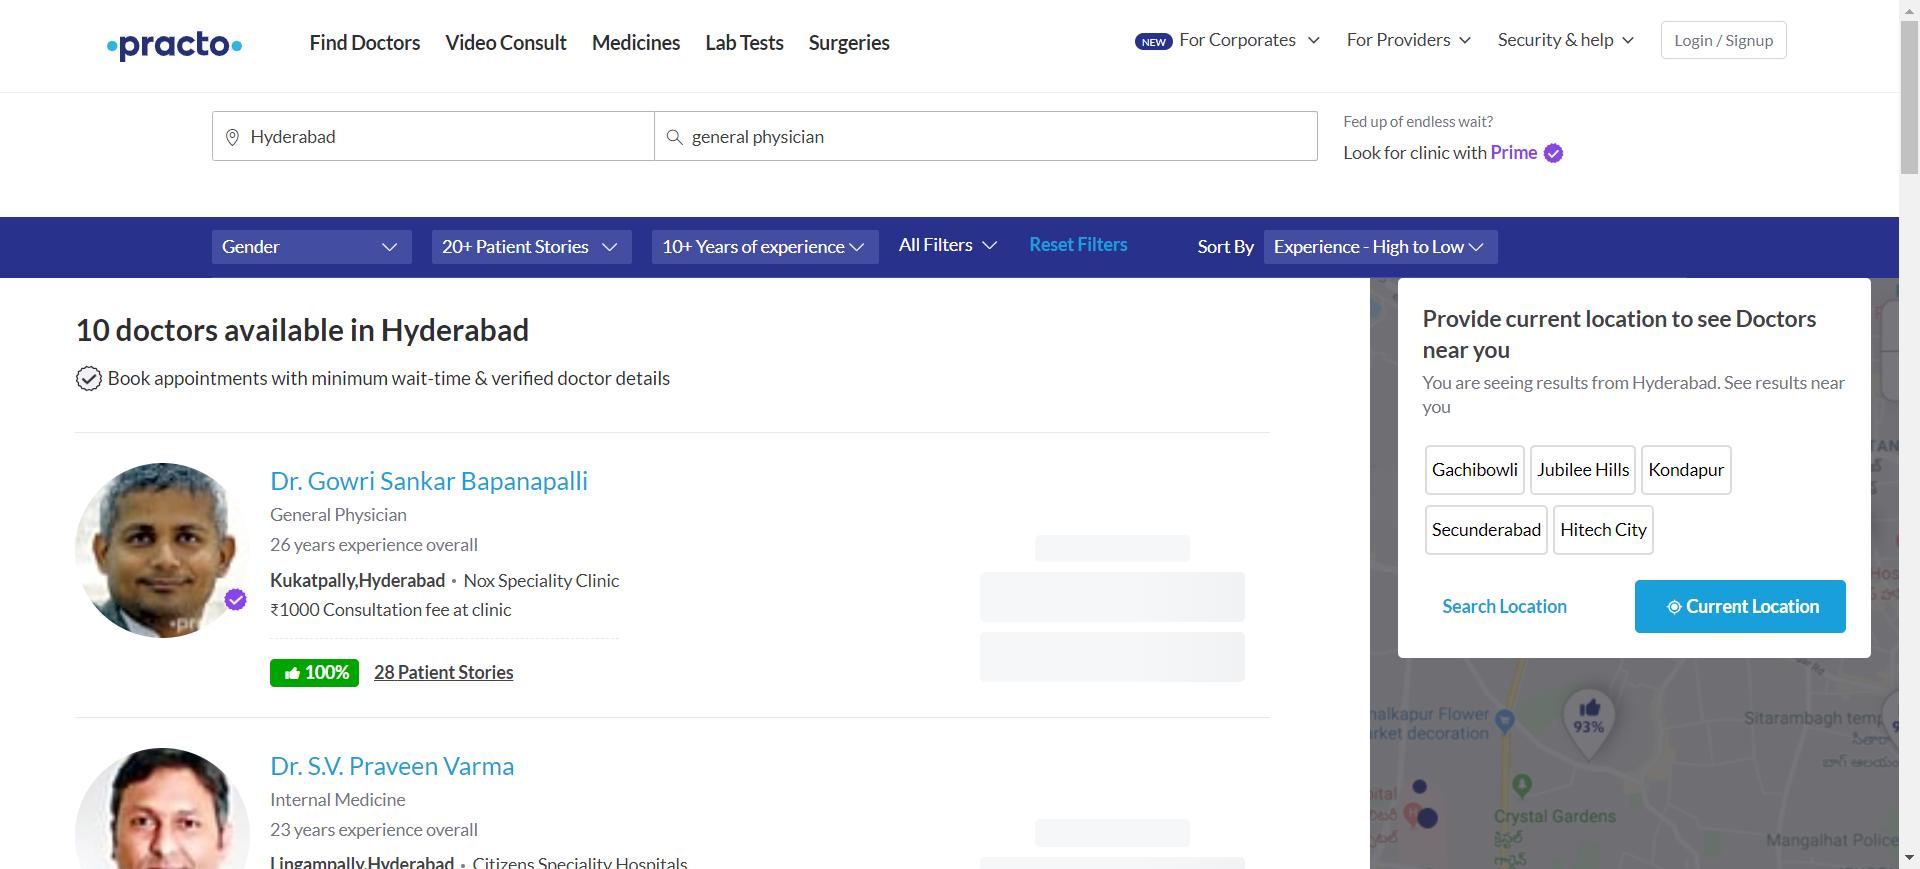 practo
Find Doctors
Video Consult
Medicines
Lab Tests
Surgeries
NEW
For Corporates
For Providers
Security & help
Login / Signup
Hyderabad
general physician
Fed up of endless wait?
Look for clinic with Prime
Gender
20+ Patient Stories
10+ Years of experience
All Filters
Reset Filters
Sort By
Experience - High to Low
10 doctors available in Hyderabad
Book appointments with minimum wait-time & verified doctor details
Dr. Gowri Sankar Bapanapalli
General Physician
26 years experience overall
Kukatpally,Hyderabad • Nox Speciality Clinic
₹1000 Consultation fee at clinic
100%
28 Patient Stories
Dr. S.V. Praveen Varma
Internal Medicine
23 years experience overall
Lingampally,Hyderabad • Citizens Speciality Hospitals
Provide current location to see Doctors
near you
You are seeing results from Hyderabad. See results near
you
Gachibowli
Jubilee Hills
Kondapur
Secunderabad
Hitech City
Search Location
Current Location
Flower
decoration
93%
Sitarambagh
Crystal Gardens
క్రిస్టల్
గార్డెన్
Mangalhat Police